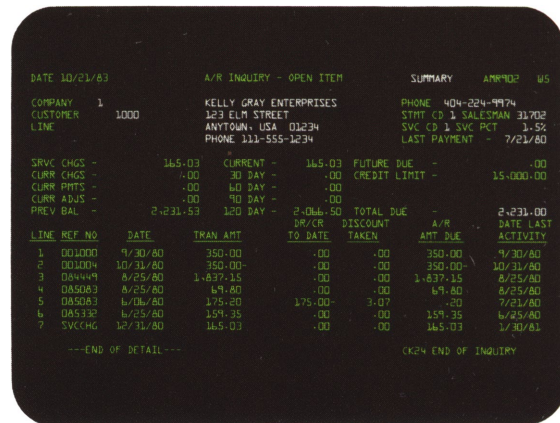 DATE 10/21/83 A/R INQUIRY - OPEN ITEM SUMMARY AMR902 W5
COMPANY 1 KELLY GRAY ENTERPRISES PHONE 404-224-9974
CUSTOMER 1000 123 ELM STREET STMT CD 1 SALESMAN 31702
LINE ANYTOWN, USA 01234 SVC CD 1 SVC PCT 1.5%
PHONE 111-555-1234 LAST PAYMENT - 7/21/80
SRVC CHGS - 165.03 CURRENT - 165.03 FUTURE DUE - .00
CURR CHGS - .00 30 DAY - .00 CREDIT LIMIT - 15,000.00
CURR PMTS - .00 60 DAY - .00
CURR ADJS - .00 90 DAY - .00
PREV BAL - 2,231.53 120 DAY - 2,066.50 TOTAL DUE - 2,231.00
DR/CR DISCOUNT A/R DATE LAST
LINE REF NO DATE TRAN AMT TO DATE TAKEN AMT DUE ACTIVITY
1 001000 9/30/80 350.00 .00 .00 350.00 9/30/80
2 001004 10/31/80 350.00- .00 .00 350.00- 10/31/80
3 084449 8/25/80 1,837.15 .00 .00 1,837.15 8/25/80
4 085083 8/25/80 69.80 .00 .00 69.80 8/25/80
5 085083 6/06/80 175.20 175.00- 3.07 .20 7/21/80
6 085332 6/25/80 159.35 .00 .00 159.35 6/25/80
7 SVCCHG 12/31/80 165.03 .00 .00 165.03 1/30/81
---END OF DETAIL--- CK24 END OF INQUIRY